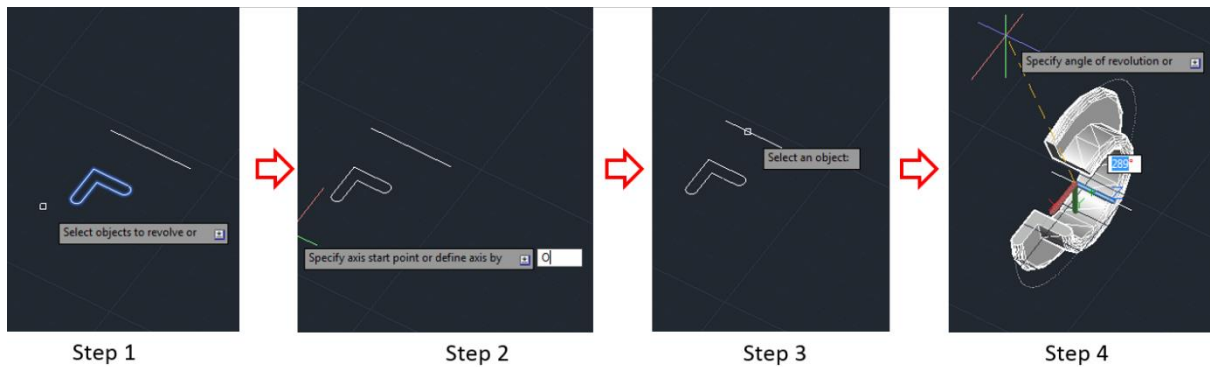 Select objects to revolve or
Specify axis start point or define axis by
O
Select an object:
Specify angle of revolution or
289°
Step 1
Step 2
Step 3
Step 4